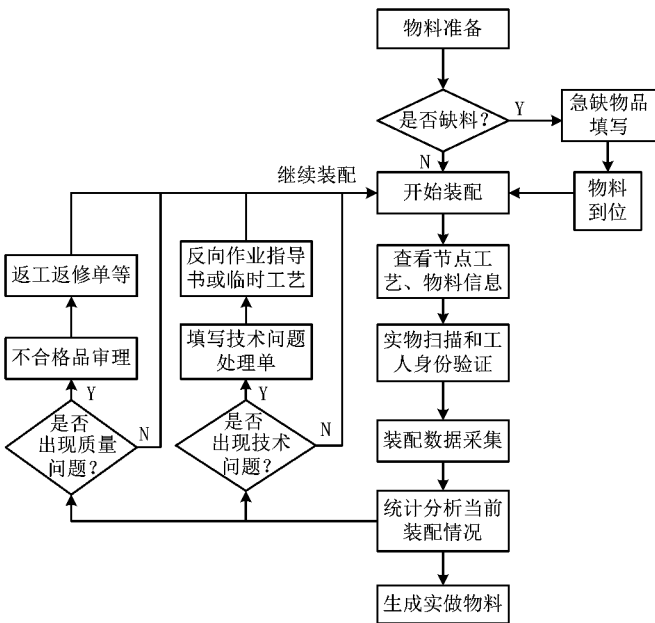 物料准备
是否缺料?
Y
急缺物品
填写
N
物料
到位
继续装配
开始装配
返工返修单等
反向作业指导
书或临时工艺
查看节点工
艺、物料信息
不合格品审理
填写技术问题
处理单
实物扫描和工
人身份验证
Y
Y
是否
出现质量
问题?
N
是否
出现技术
问题?
N
装配数据采集
统计分析当前
装配情况
生成实做物料